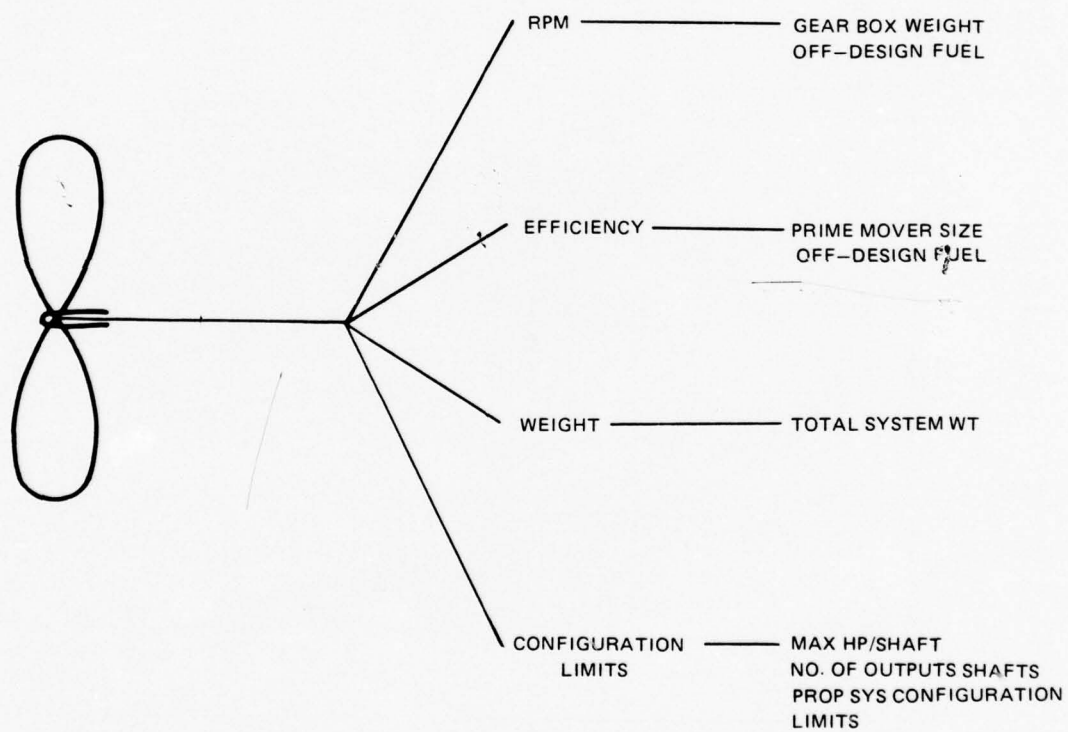 RPM
GEAR BOX WEIGHT
OFF–DESIGN FUEL
EFFICIENCY
PRIME MOVER SIZE
OFF–DESIGN FUEL
WEIGHT
TOTAL SYSTEM WT
CONFIGURATION
LIMITS
MAX HP/SHAFT
NO. OF OUTPUTS SHAFTS
PROP SYS CONFIGURATION
LIMITS